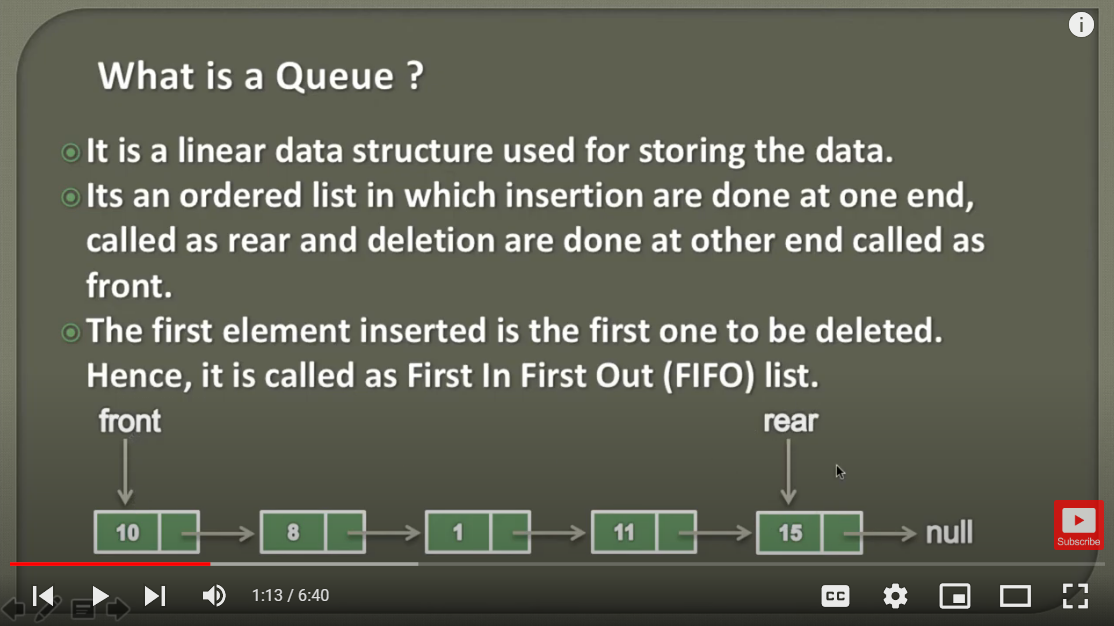 What is a Queue ?
It is a linear data structure used for storing the data.
Its an ordered list in which insertion are done at one end,
called as rear and deletion are done at other end called as
front.
The first element inserted is the first one to be deleted.
Hence, it is called as First In First Out (FIFO) list.
front
rear
10
8
1
11
15
null
Subscribe
1:13 / 6:40
CC
i